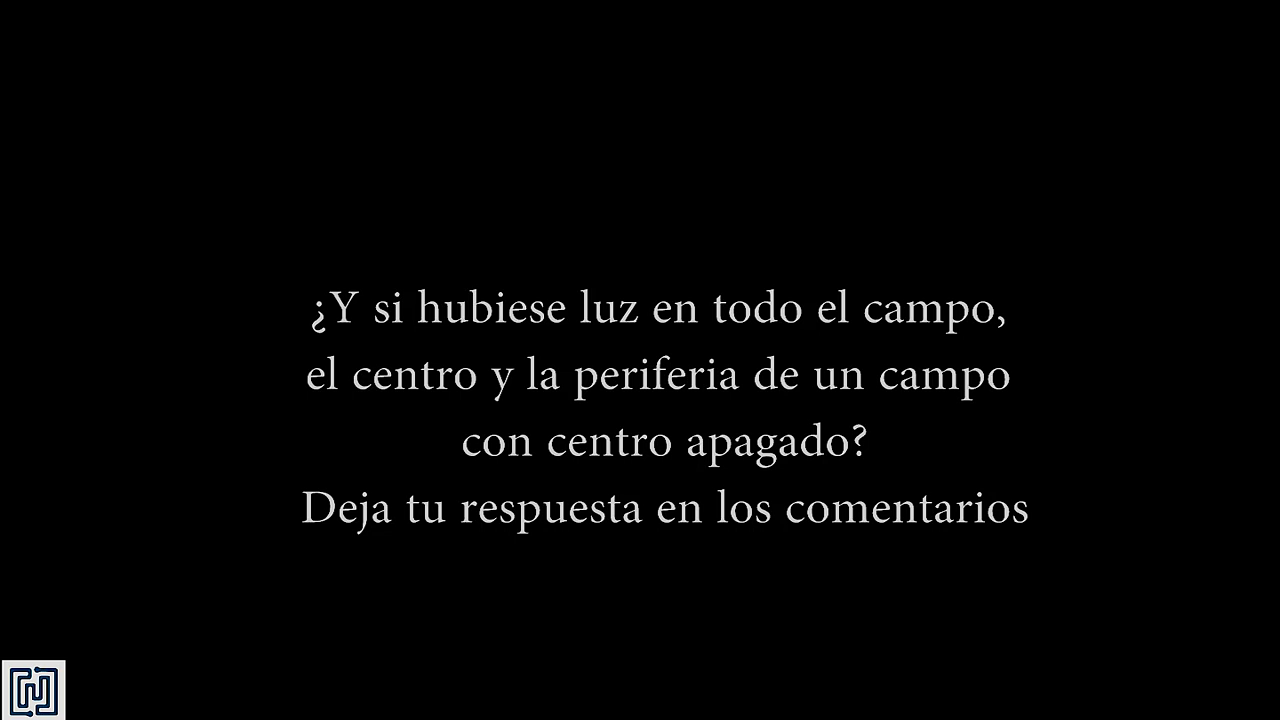 ¿Y si hubiese luz en todo el campo,
el centro y la periferia de un campo
con centro apagado?
Deja tu respuesta en los comentarios